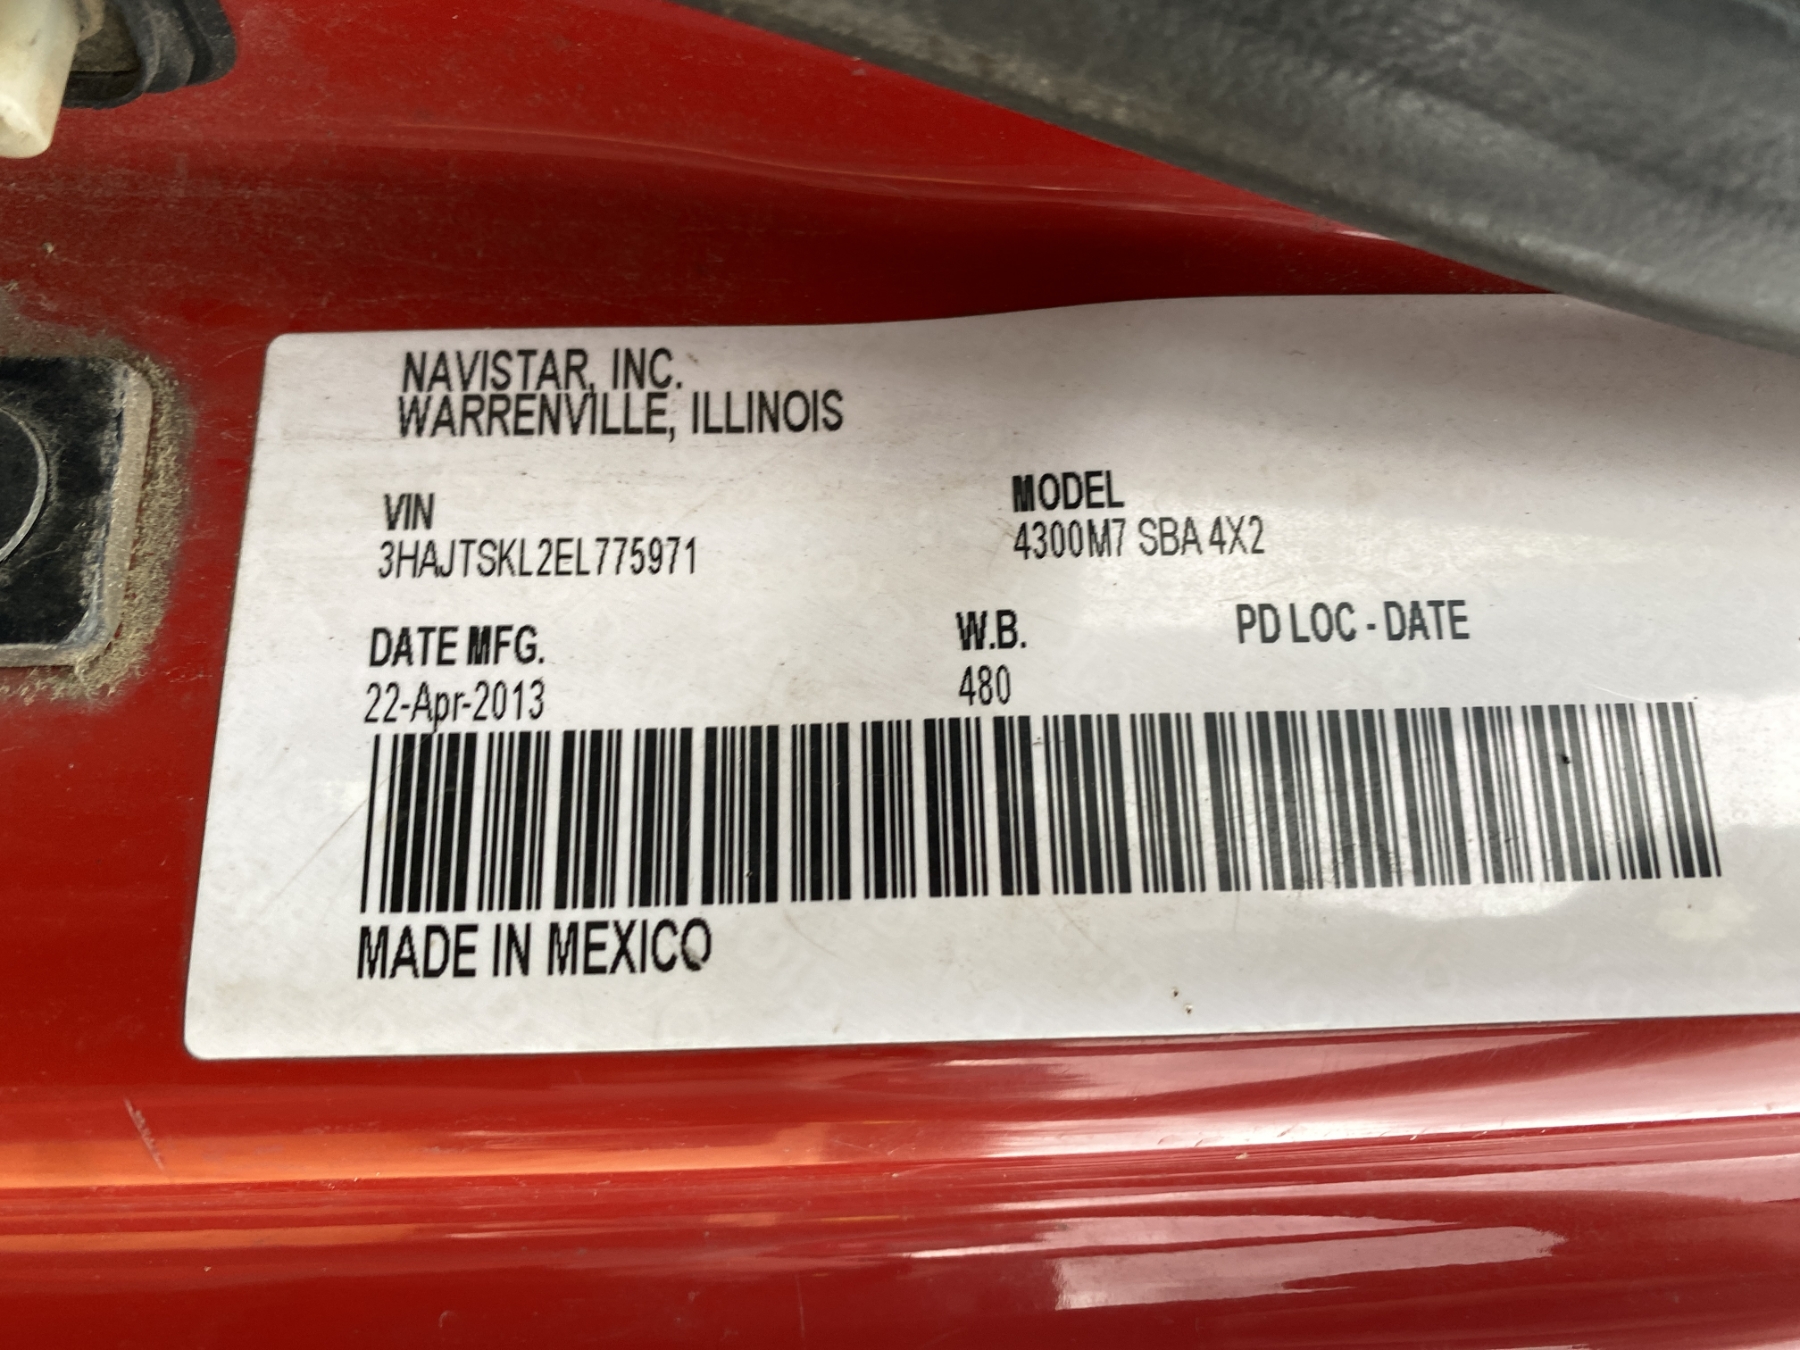 NAVISTAR, INC.
WARRENVILLE, ILLINOIS
VIN
3HAJTSKL2EL775971
MODEL
4300M7 SBA 4X2
DATE MFG.
22-Apr-2013
W.B.
480
PD LOC - DATE
MADE IN MEXICO